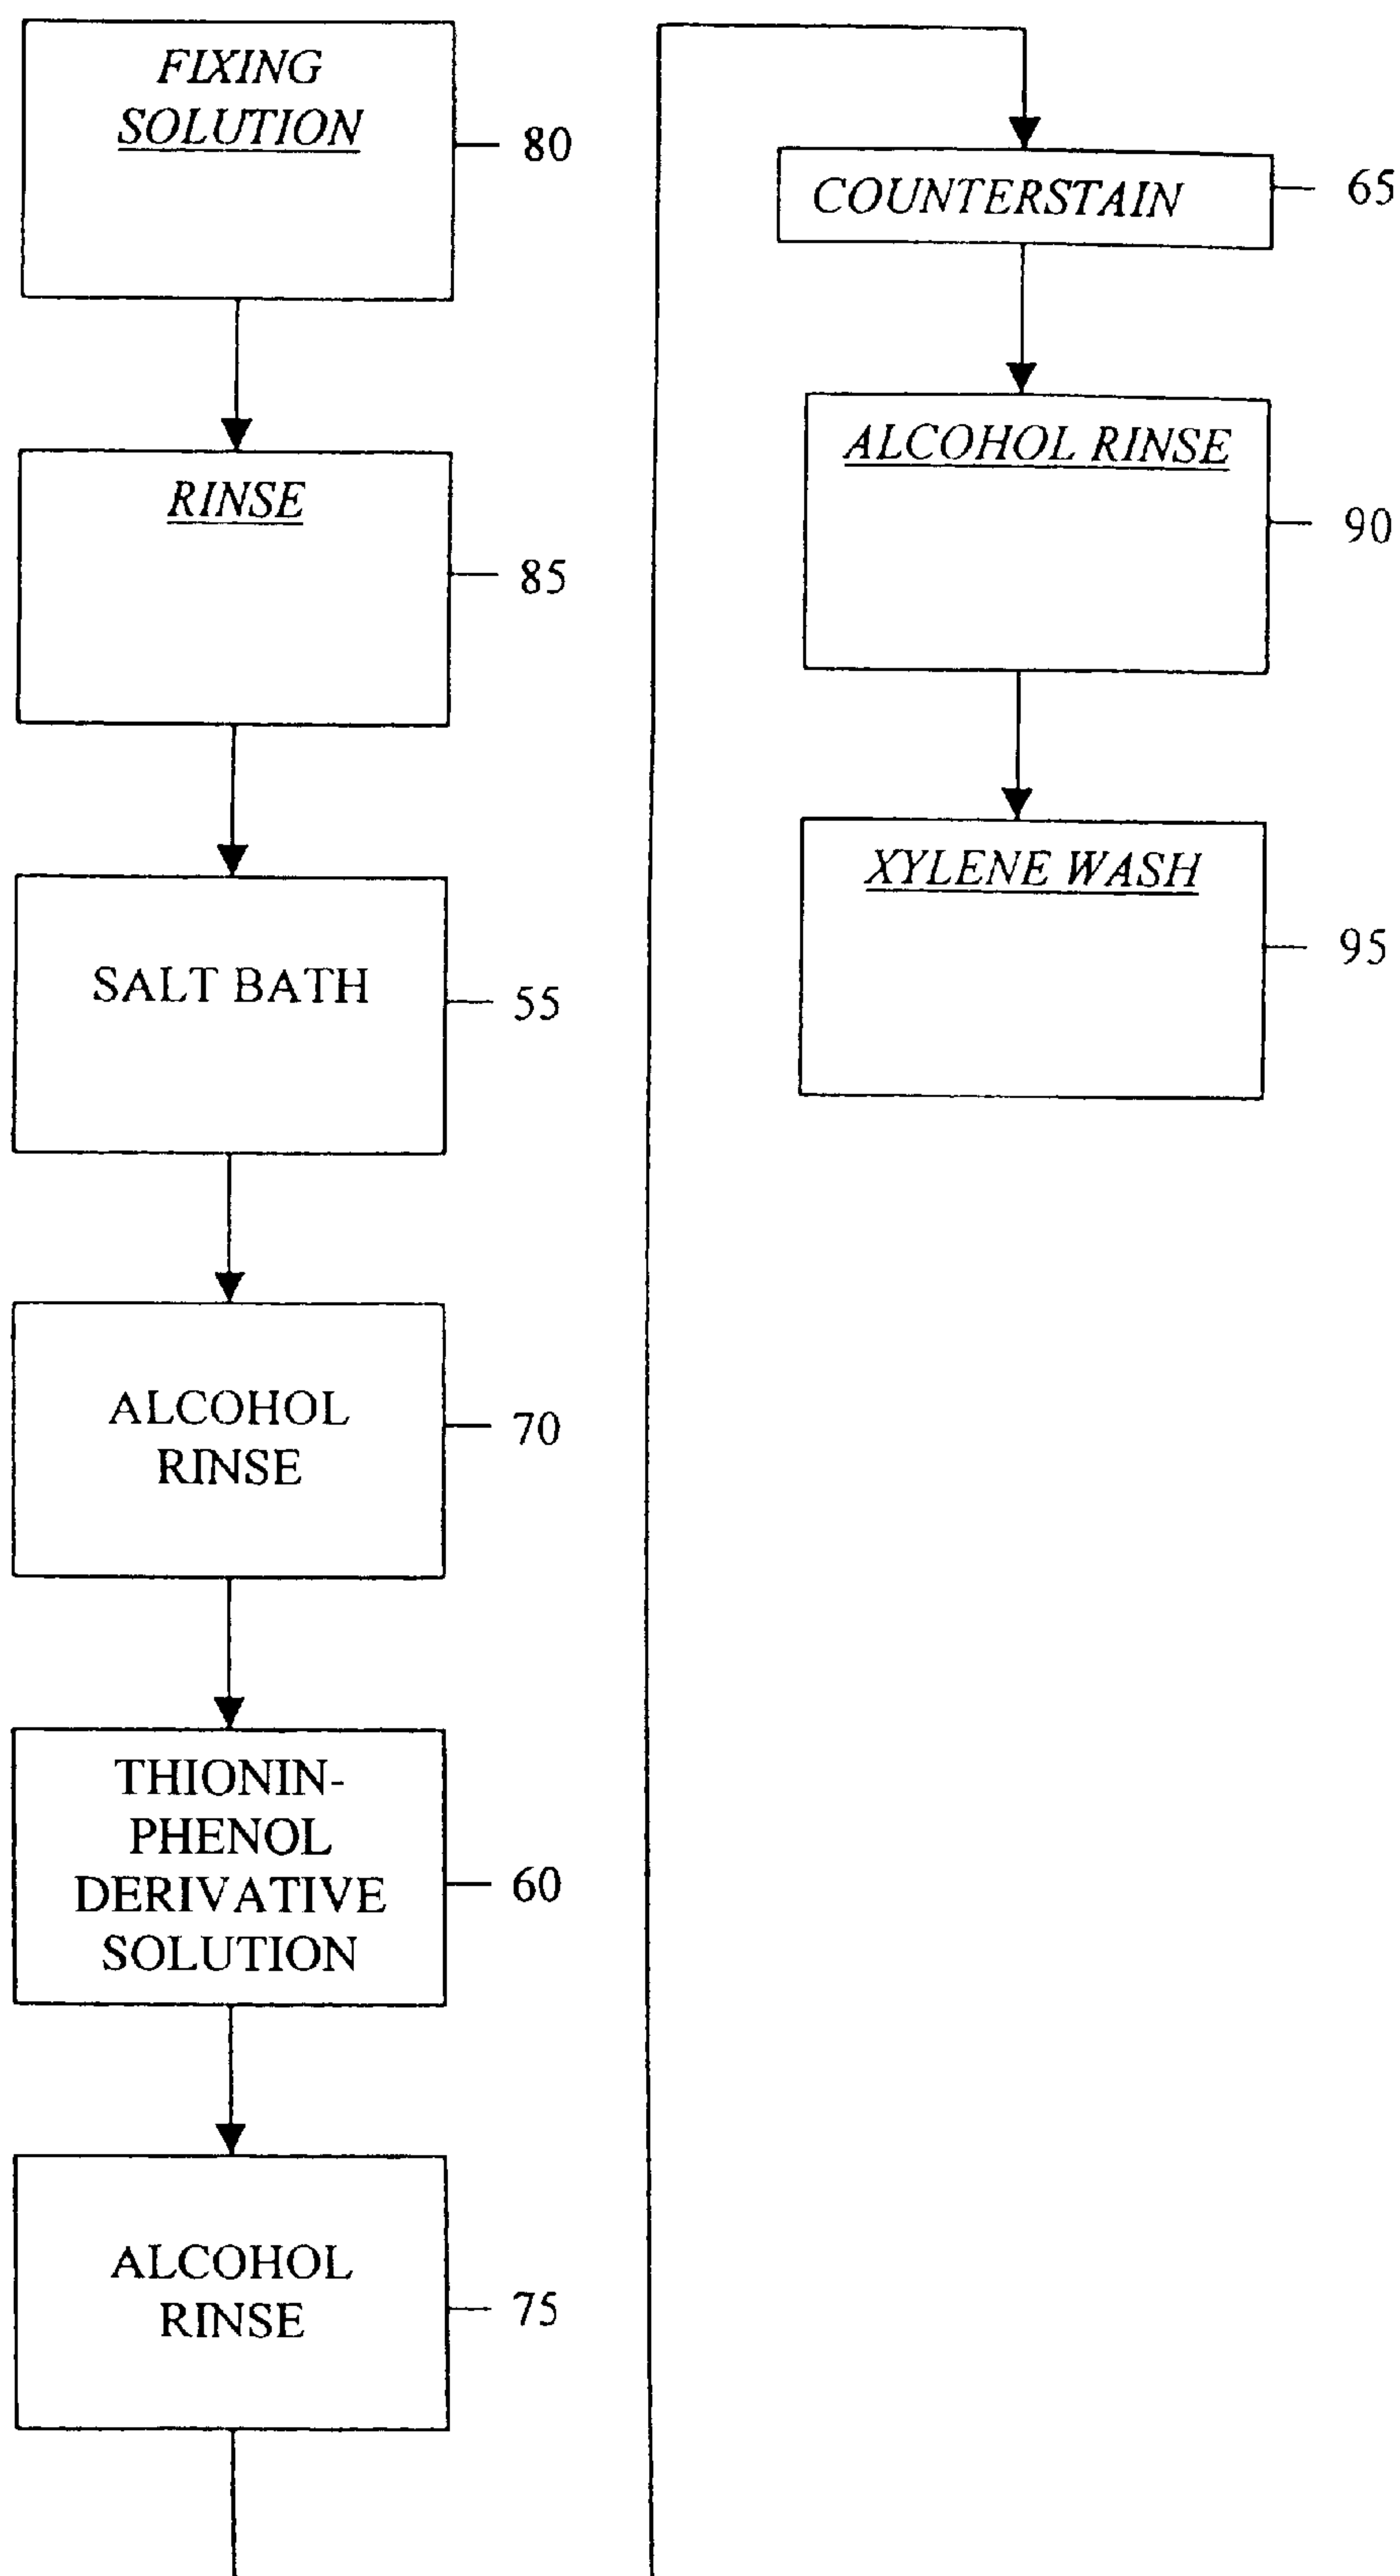 FIXING
SOLUTION
80
RINSE
85
SALT BATH
55
ALCOHOL
RINSE
70
THIONIN-
PHENOL
DERIVATIVE
SOLUTION
60
ALCOHOL
RINSE
75
COUNTERSTAIN
65
ALCOHOL RINSE
90
XYLENE WASH
95